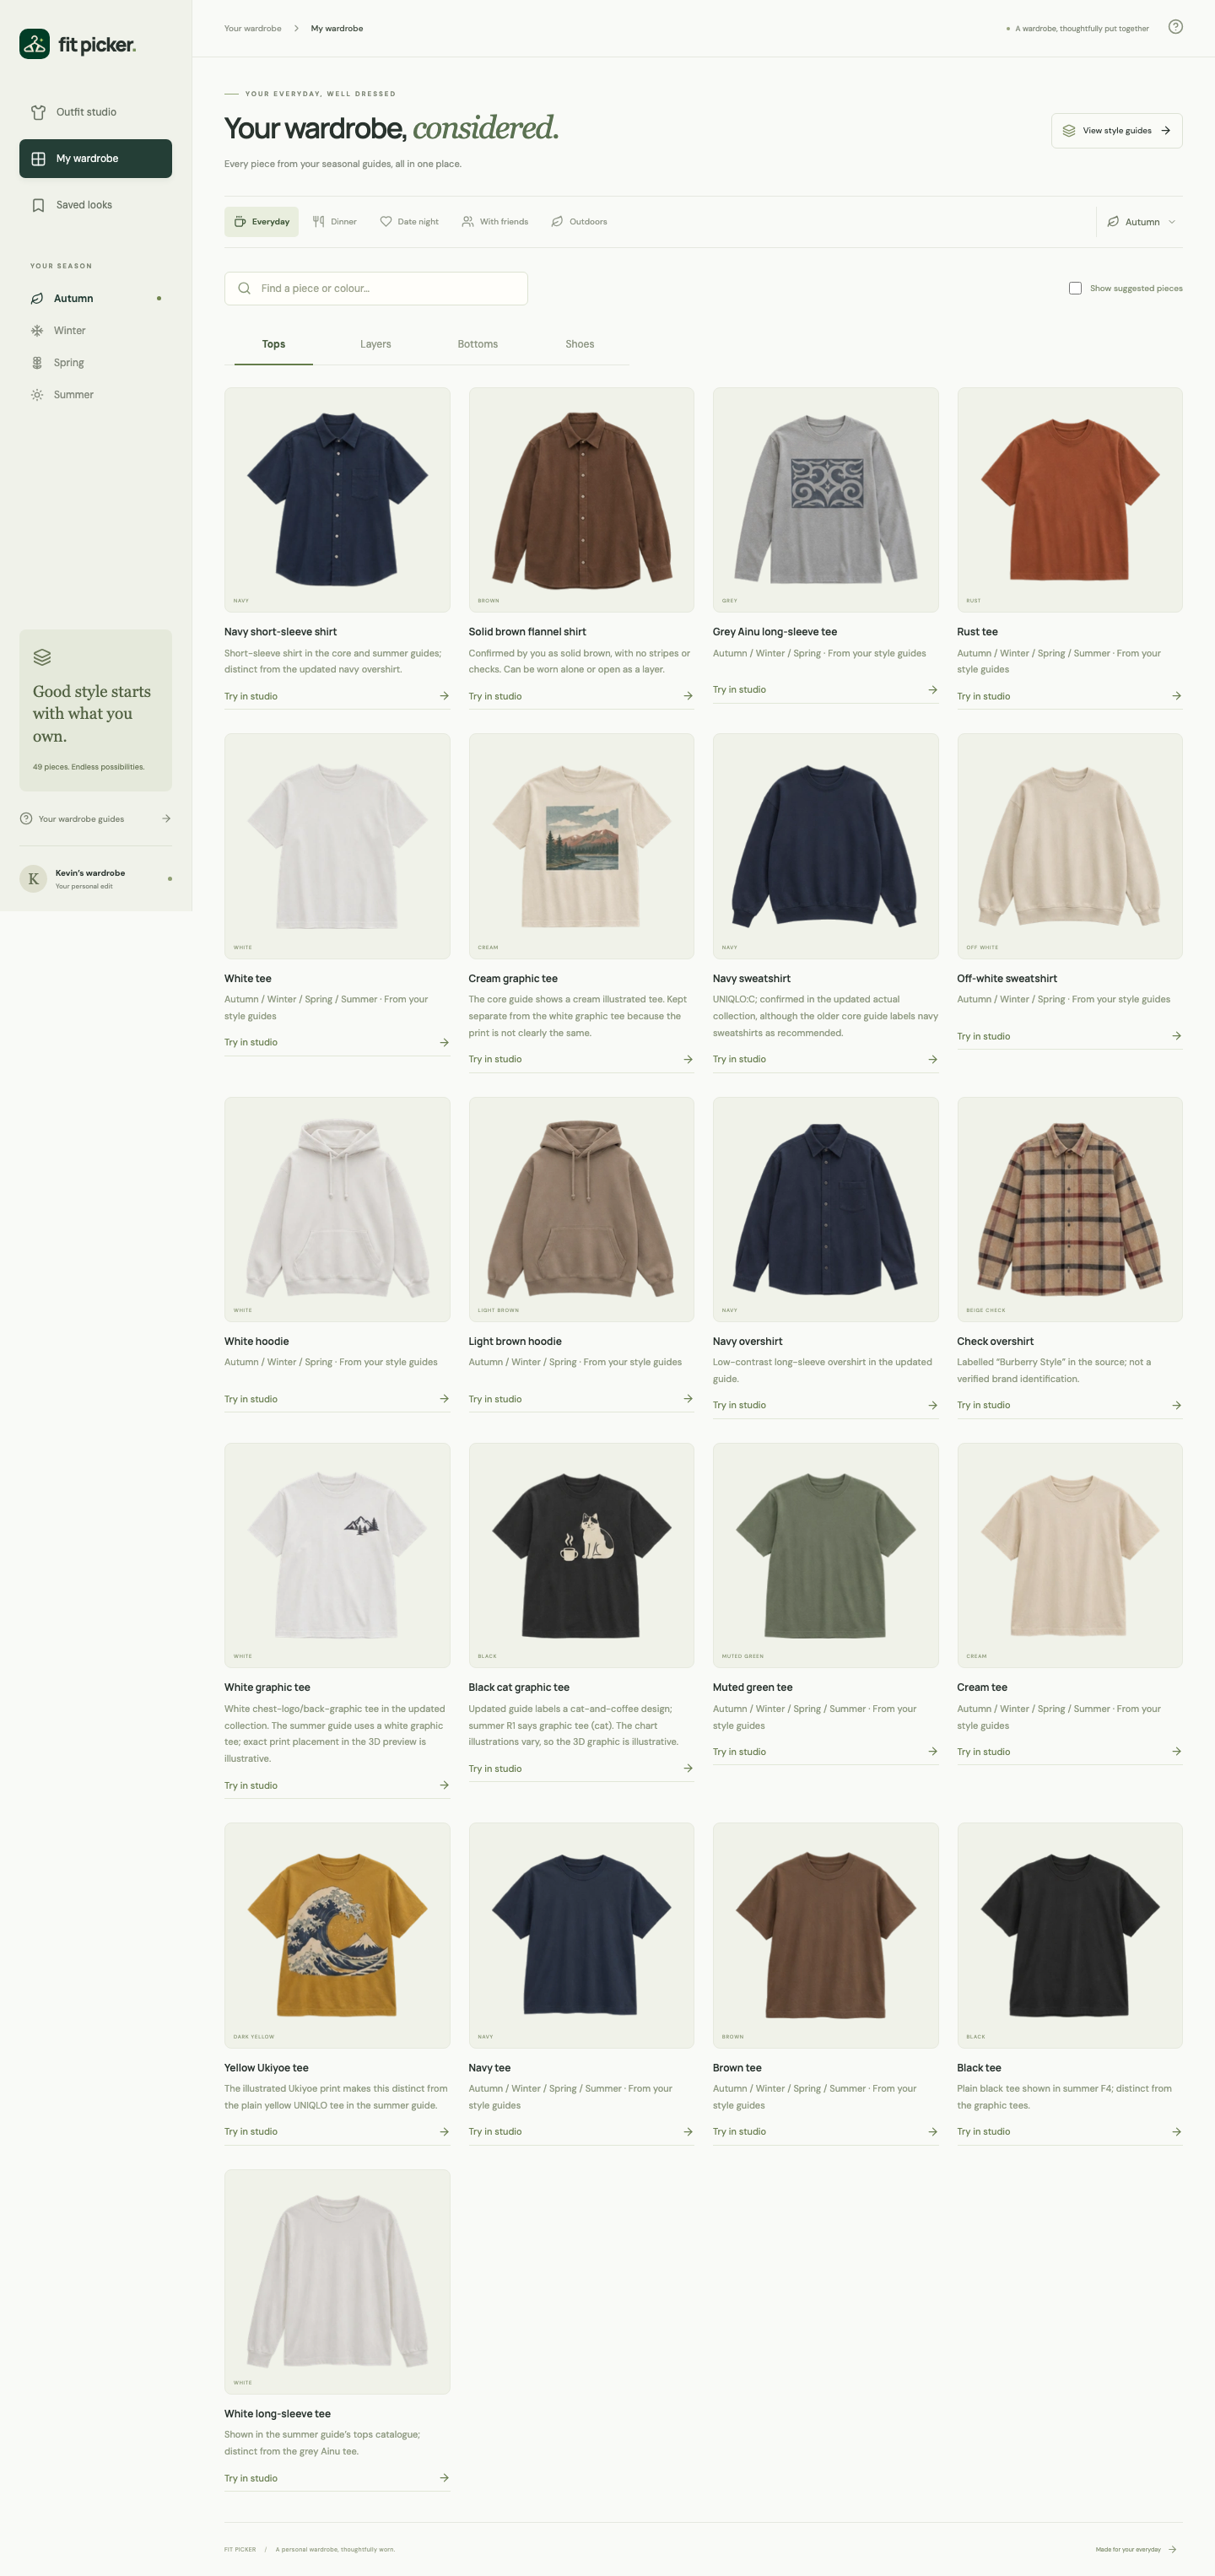 fit picker.
Outfit studio
My wardrobe
Saved looks
YOUR SEASON
Autumn
Winter
Spring
Summer
Good style starts
with what you
own.
49 pieces. Endless possibilities.
Your wardrobe guides
K
Kevin's wardrobe
Your personal edit
Your wardrobe > My wardrobe
A wardrobe, thoughtfully put together
YOUR EVERYDAY, WELL DRESSED
Your wardrobe, considered.
Every piece from your seasonal guides, all in one place.
View style guides
Everyday Dinner Date night With friends Outdoors
Autumn
Find a piece or colour...
Show suggested pieces
Tops Layers Bottoms Shoes
NAVY
Navy short-sleeve shirt
Short-sleeve shirt in the core and summer guides;
distinct from the updated navy overshirt.
Try in studio
BROWN
Solid brown flannel shirt
Confirmed by you as solid brown, with no stripes or
checks. Can be worn alone or open as a layer.
Try in studio
GREY
Grey Ainu long-sleeve tee
Autumn / Winter / Spring · From your style guides
Try in studio
RUST
Rust tee
Autumn / Winter / Spring / Summer · From your
style guides
Try in studio
WHITE
White tee
Autumn / Winter / Spring / Summer · From your
style guides
Try in studio
CREAM
Cream graphic tee
The core guide shows a cream illustrated tee. Kept
separate from the white graphic tee because the
print is not clearly the same.
Try in studio
NAVY
Navy sweatshirt
UNIQLO:C; confirmed in the updated actual
collection, although the older core guide labels navy
sweatshirts as recommended.
Try in studio
OFF WHITE
Off-white sweatshirt
Autumn / Winter / Spring · From your style guides
Try in studio
WHITE
White hoodie
Autumn / Winter / Spring · From your style guides
Try in studio
LIGHT BROWN
Light brown hoodie
Autumn / Winter / Spring · From your style guides
Try in studio
NAVY
Navy overshirt
Low-contrast long-sleeve overshirt in the updated
guide.
Try in studio
BEIGE CHECK
Check overshirt
Labelled “Burberry Style” in the source; not a
verified brand identification.
Try in studio
WHITE
White graphic tee
White chest-logo/back-graphic tee in the updated
collection. The summer guide uses a white graphic
tee; exact print placement in the 3D preview is
illustrative.
Try in studio
BLACK
Black cat graphic tee
Updated guide labels a cat-and-coffee design;
summer R1 says graphic tee (cat). The chart
illustrations vary, so the 3D graphic is illustrative.
Try in studio
MUTED GREEN
Muted green tee
Autumn / Winter / Spring / Summer · From your
style guides
Try in studio
CREAM
Cream tee
Autumn / Winter / Spring / Summer · From your
style guides
Try in studio
DARK YELLOW
Yellow Ukiyoe tee
The illustrated Ukiyoe print makes this distinct from
the plain yellow UNIQLO tee in the summer guide.
Try in studio
NAVY
Navy tee
Autumn / Winter / Spring / Summer · From your
style guides
Try in studio
BROWN
Brown tee
Autumn / Winter / Spring / Summer · From your
style guides
Try in studio
BLACK
Black tee
Plain black tee shown in summer F4; distinct from
the graphic tees.
Try in studio
WHITE
White long-sleeve tee
Shown in the summer guide's tops catalogue;
distinct from the grey Ainu tee.
Try in studio
FIT PICKER / A personal wardrobe, thoughtfully worn.
Made for your everyday